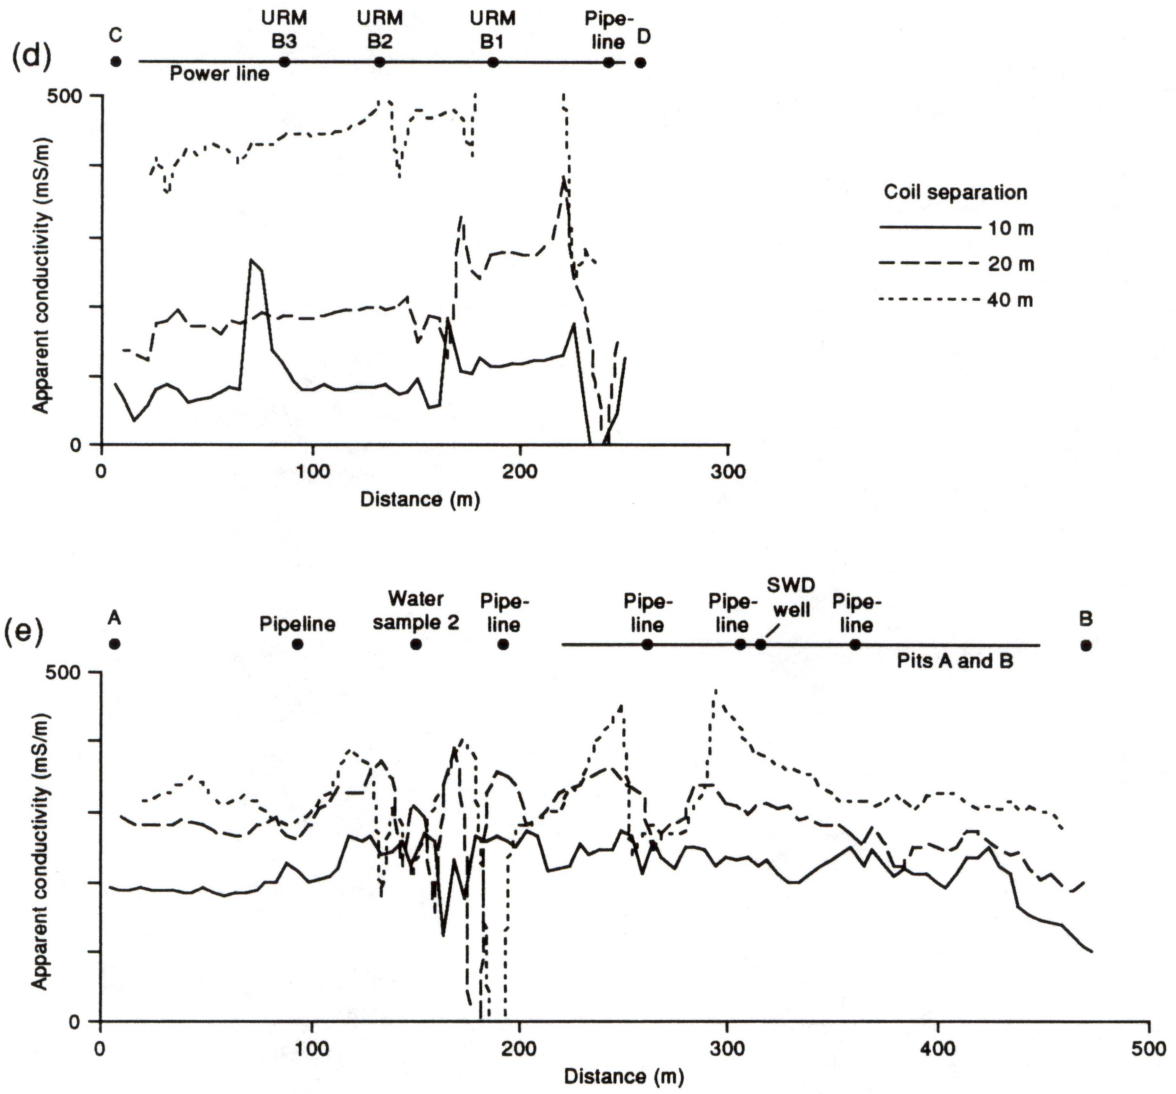 (d)
C
URM
B3
URM
B2
URM
B1
Pipe-
line
D
Power line
500
0
Apparent conductivity (mS/m)
0
100
200
300
Distance (m)
Coil separation
10 m
20 m
40 m
(e)
A
Pipeline
Water
sample 2
Pipe-
line
Pipe-
line
Pipe-
line
SWD
well
Pipe-
line
B
Pits A and B
500
0
Apparent conductivity (mS/m)
0
100
200
300
400
500
Distance (m)